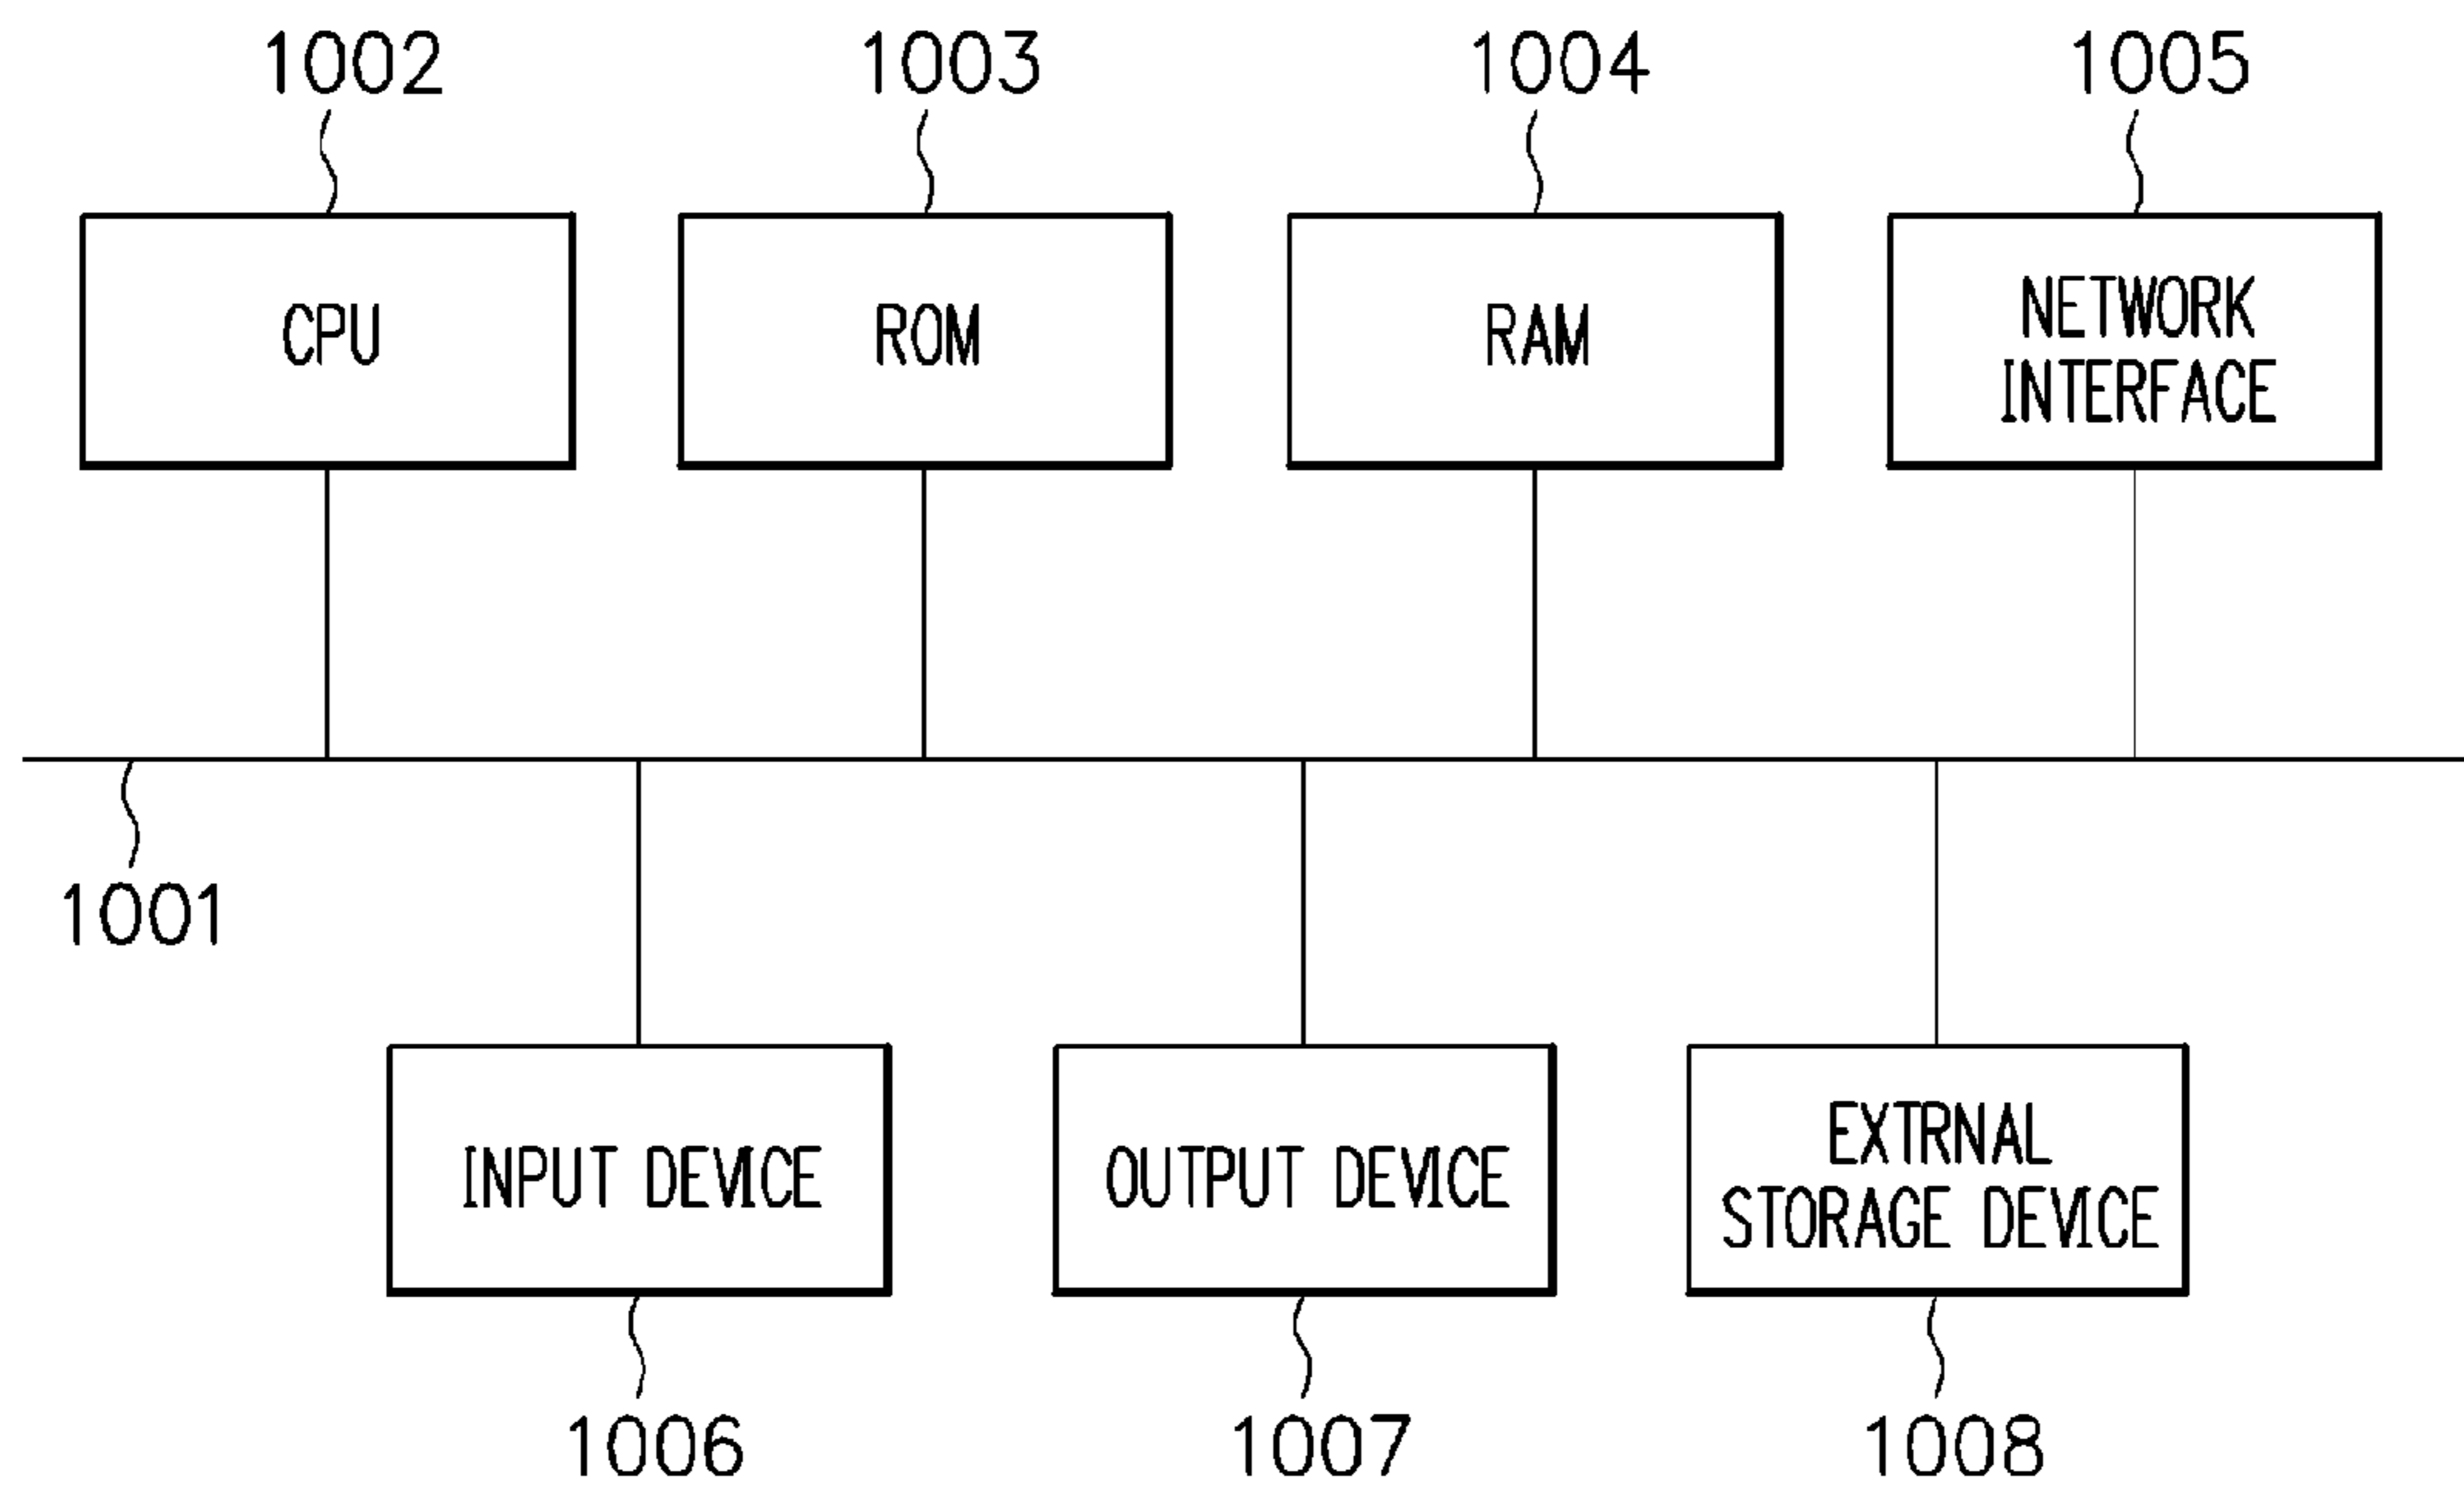 1002
1003
1004
1005
CPU
ROM
RAM
NETWORK
INTERFACE
1001
INPUT DEVICE
OUTPUT DEVICE
EXTRNAL
STORAGE DEVICE
1006
1007
1008